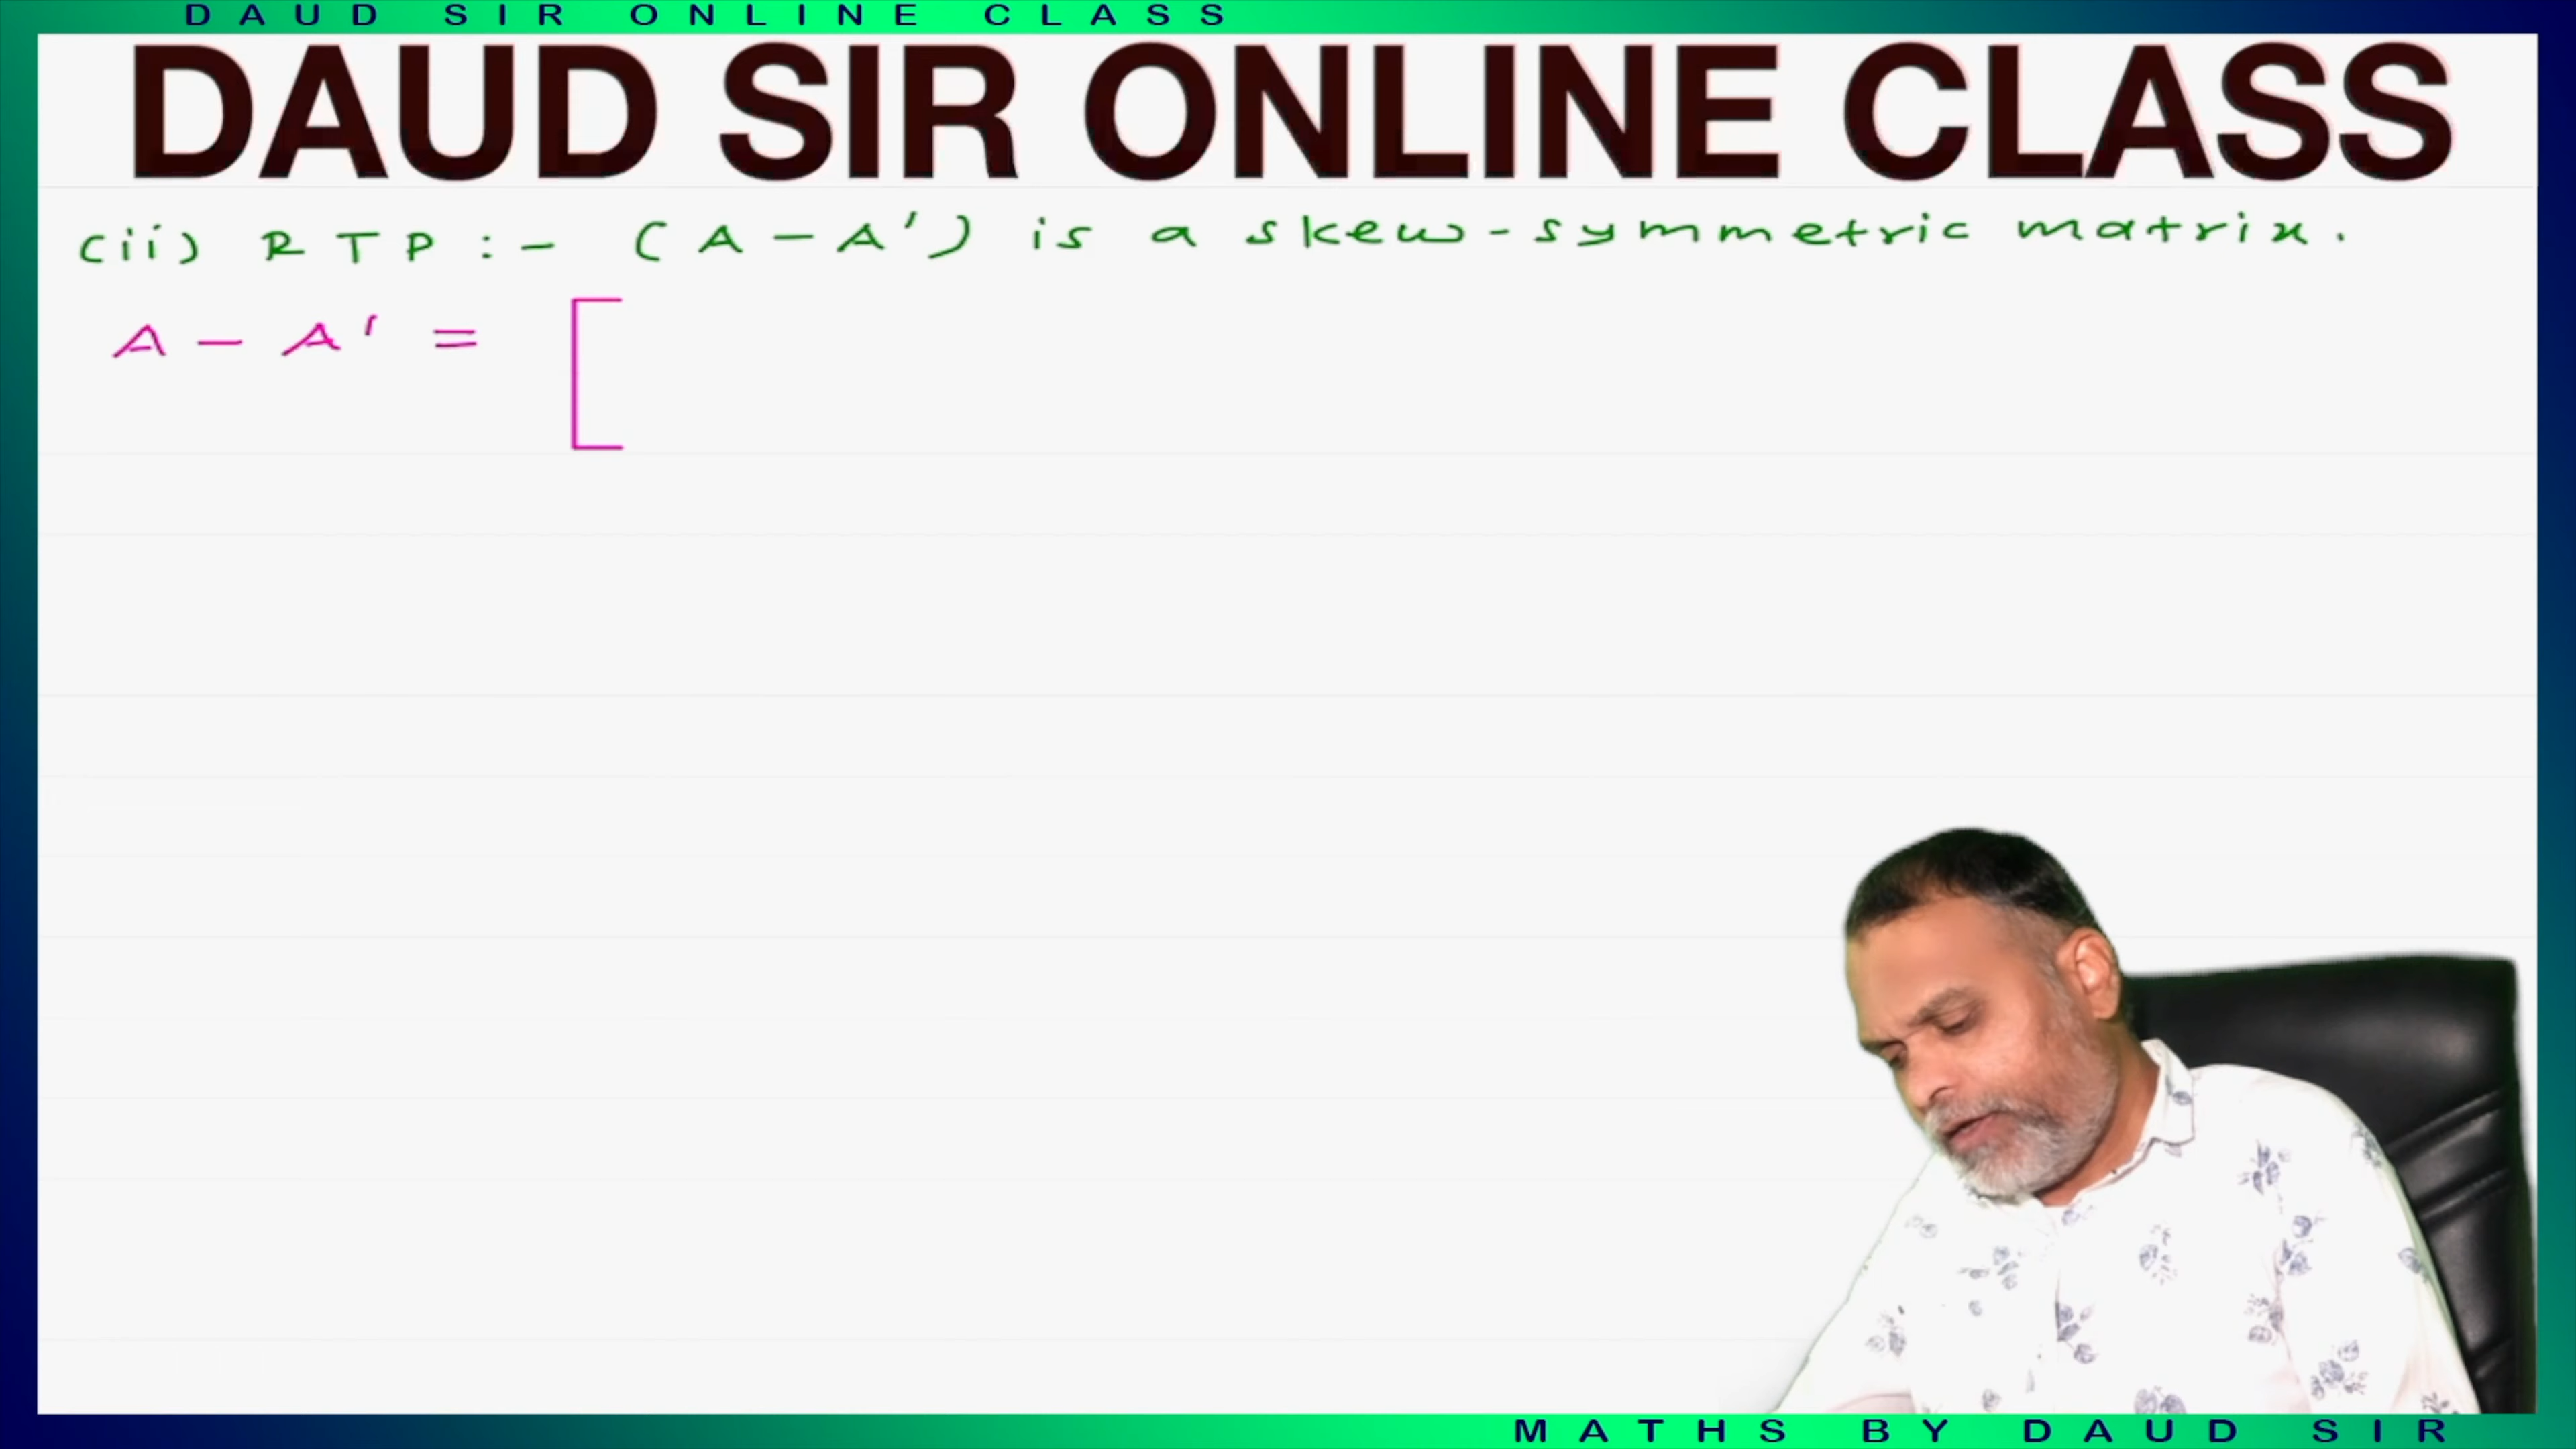 DAUD SIR ONLINE CLASS
DAUD SIR ONLINE CLASS
(ii) RTP :- (A - A') is a skew-symmetric matrix.
A - A' = [
MATHS BY DAUD SIR